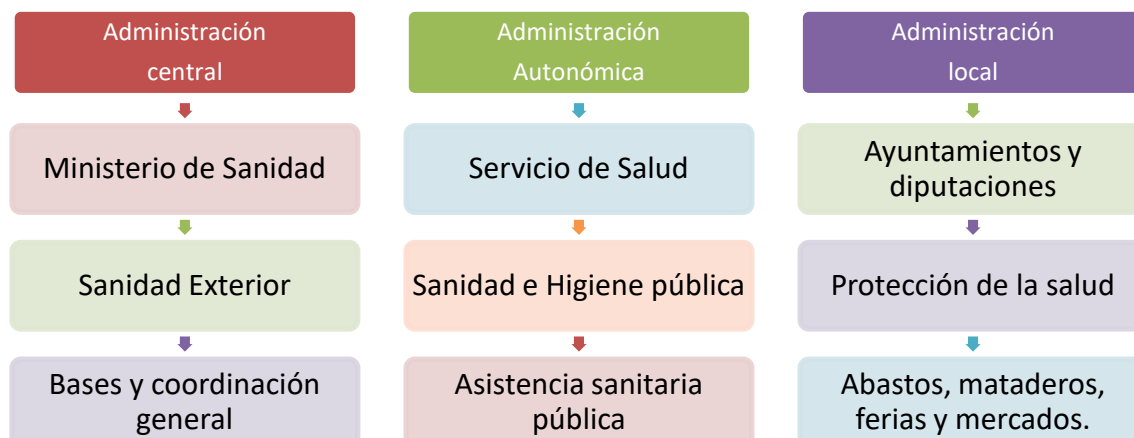 Administración
central
Ministerio de Sanidad
Sanidad Exterior
Bases y coordinación
general
Administración
Autonómica
Servicio de Salud
Sanidad e Higiene pública
Asistencia sanitaria
pública
Administración
local
Ayuntamientos y
diputaciones
Protección de la salud
Abastos, mataderos,
ferias y mercados.